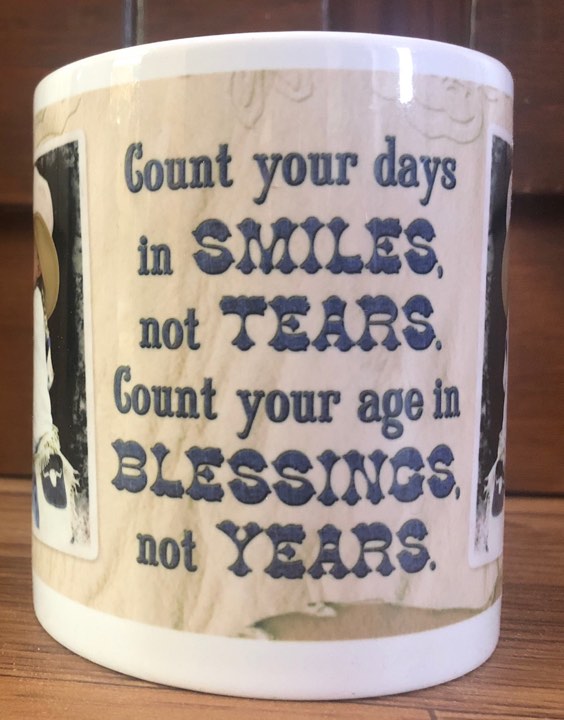 Count your days
in SMILES,
not TEARS.
Count your age in
BLESSINGS,
not YEARS.